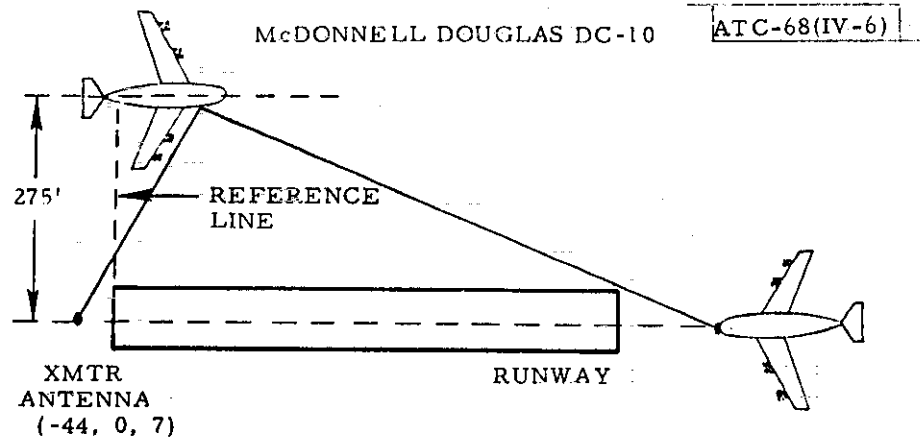 McDONNELL DOUGLAS DC-10
ATC-68(IV-6)
275'
REFERENCE
LINE
XMTR
ANTENNA
(-44, 0, 7)
RUNWAY